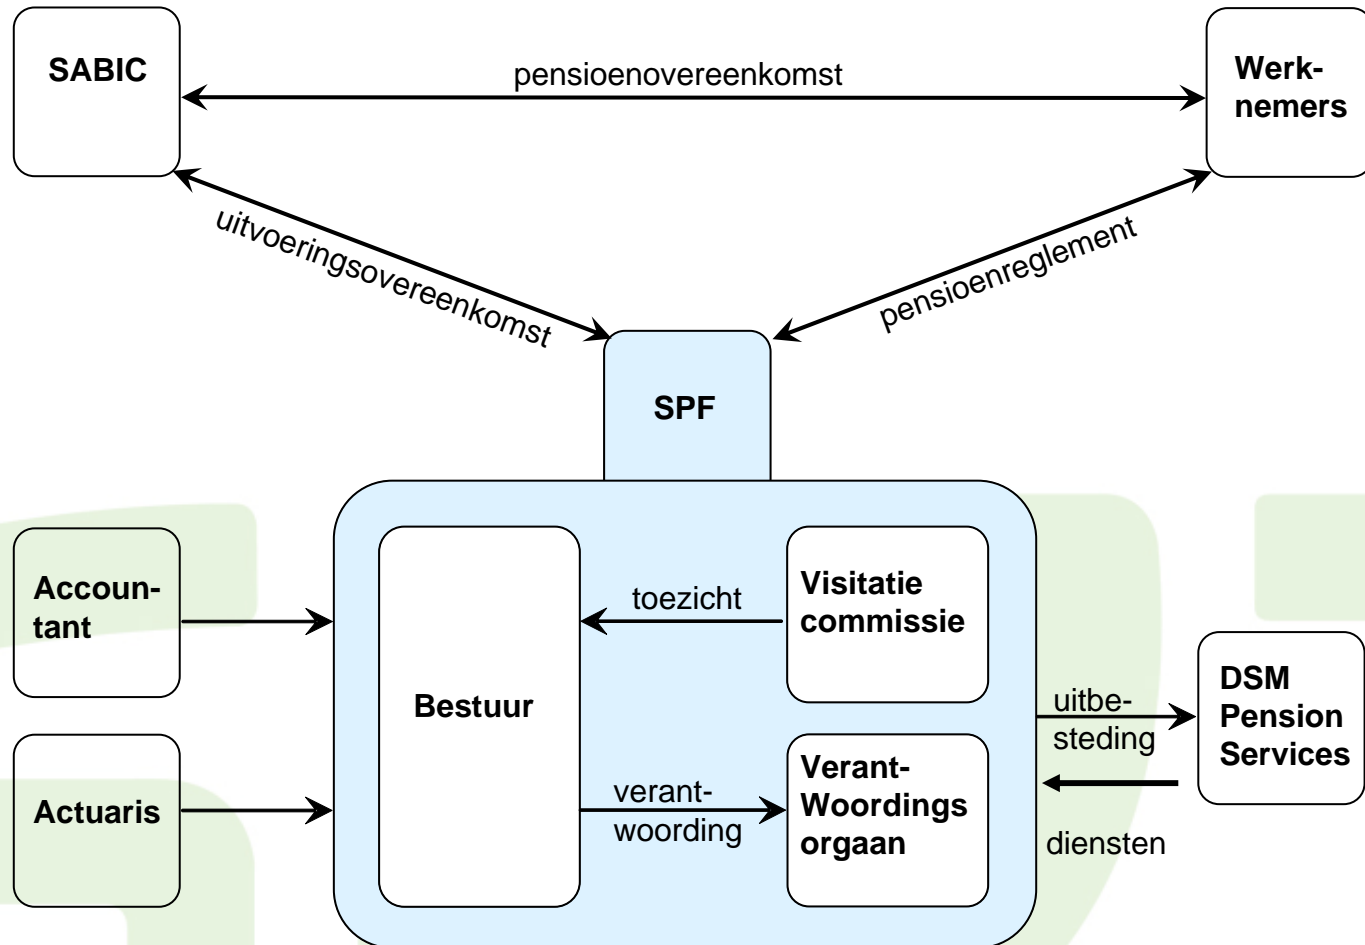 SABIC
pensioenovereenkomst
Werk-
nemers
uitvoeringsovereenkomst
pensioenreglement
SPF
Accoun-
tant
Actuaris
Bestuur
toezicht
Visitatie
commissie
verant-
woording
Verant-
Woordings
orgaan
uitbe-
steding
diensten
DSM
Pension
Services